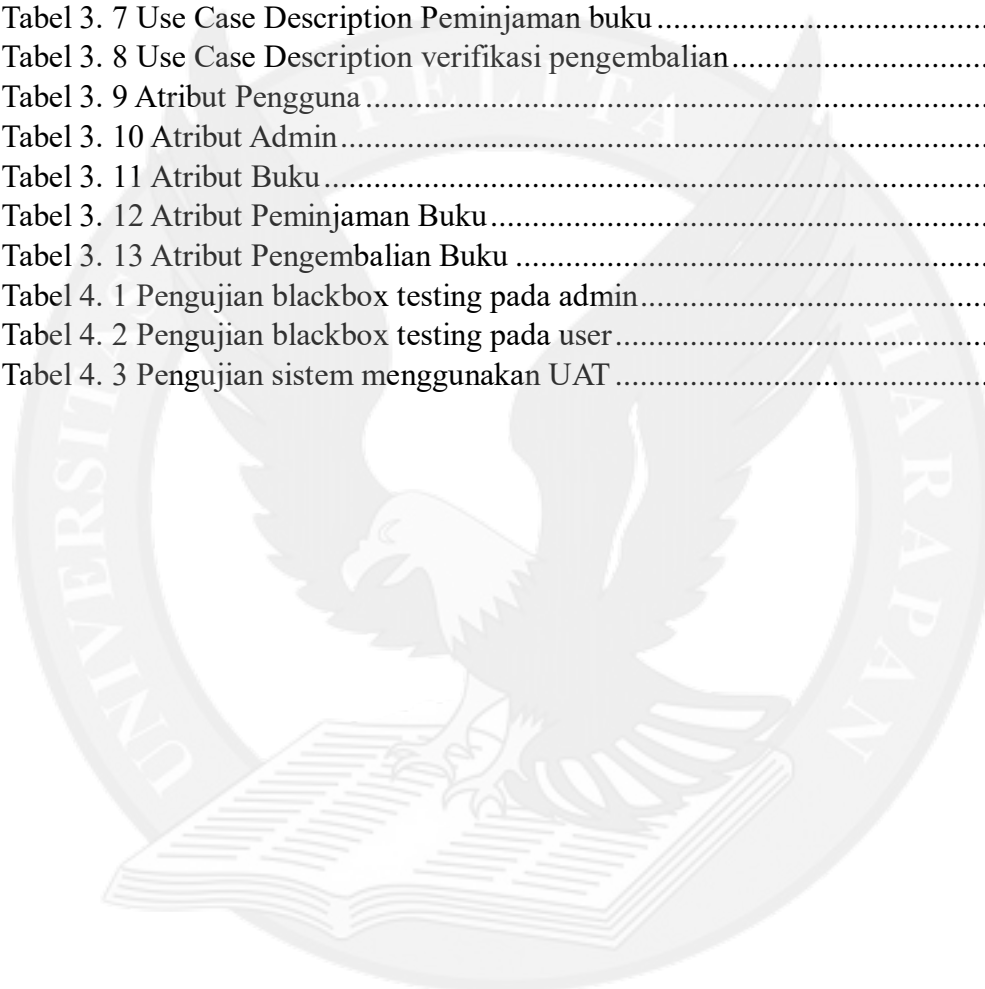 Tabel 3. 7 Use Case Description Peminjaman buku....................................................
Tabel 3. 8 Use Case Description verifikasi pengembalian..........................................
Tabel 3. 9 Atribut Pengguna........................................................................................
Tabel 3. 10 Atribut Admin...........................................................................................
Tabel 3. 11 Atribut Buku.............................................................................................
Tabel 3. 12 Atribut Peminjaman Buku........................................................................
Tabel 3. 13 Atribut Pengembalian Buku .....................................................................
Tabel 4. 1 Pengujian blackbox testing pada admin.....................................................
Tabel 4. 2 Pengujian blackbox testing pada user........................................................
Tabel 4. 3 Pengujian sistem menggunakan UAT ........................................................
UNIVERSITAS PELITA HARAPAN